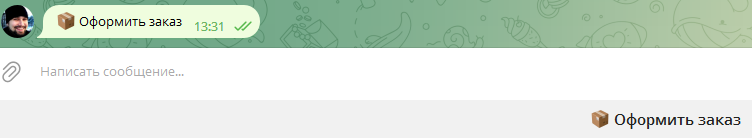 📦 Оформить заказ 13:31
Написать сообщение...
📦 Оформить заказ